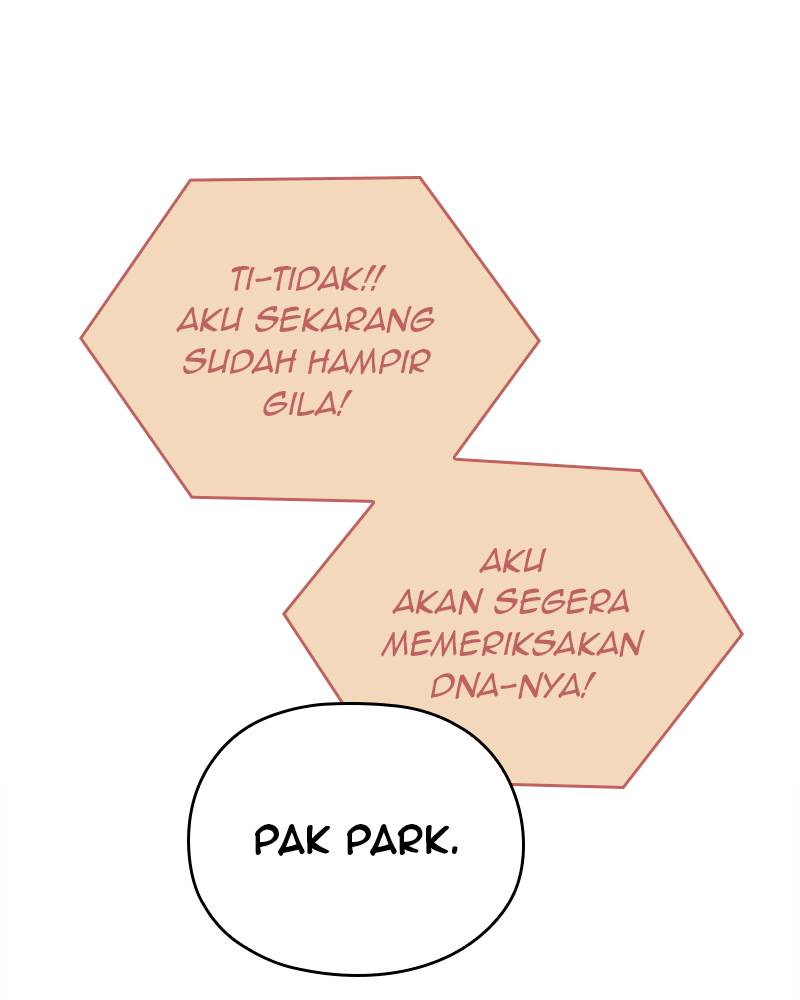 TI-TIDAK!!
AKU SEKARANG
SUDAH HAMPIR
GILA!
AKU
AKAN SEGERA
MEMERIKSAKAN
DNA-NYA!
PAK PARK.